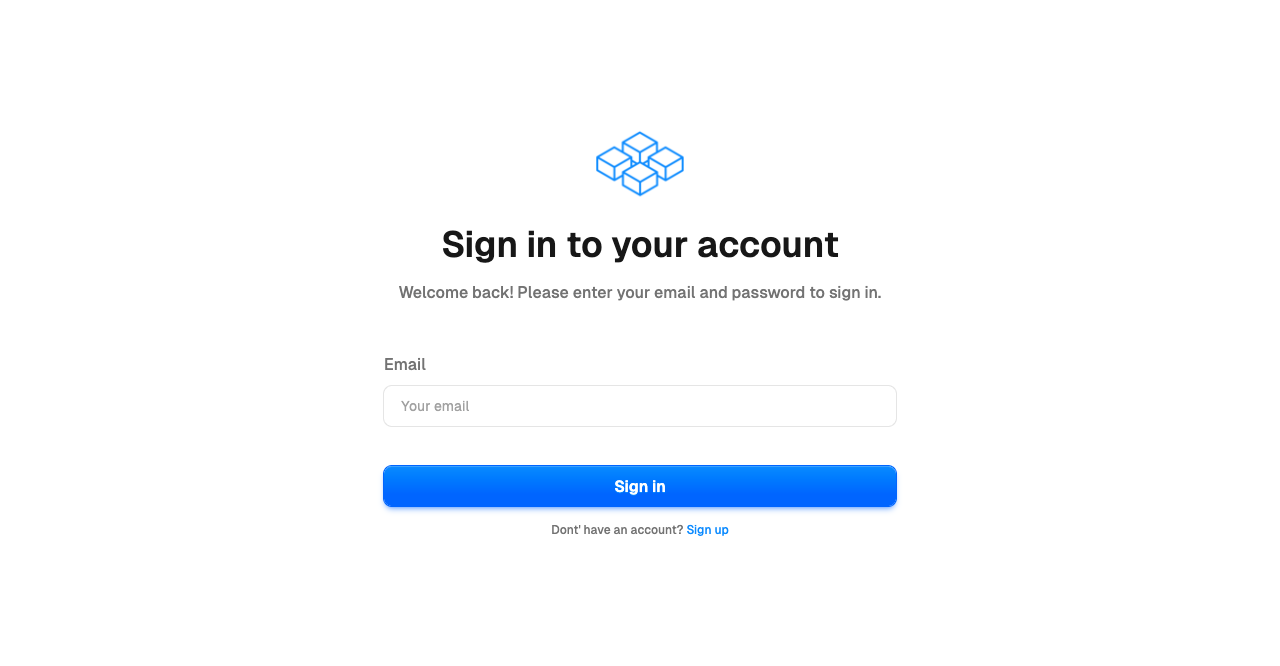 Sign in to your account
Welcome back! Please enter your email and password to sign in.
Email
Your email
Sign in
Dont' have an account? Sign up